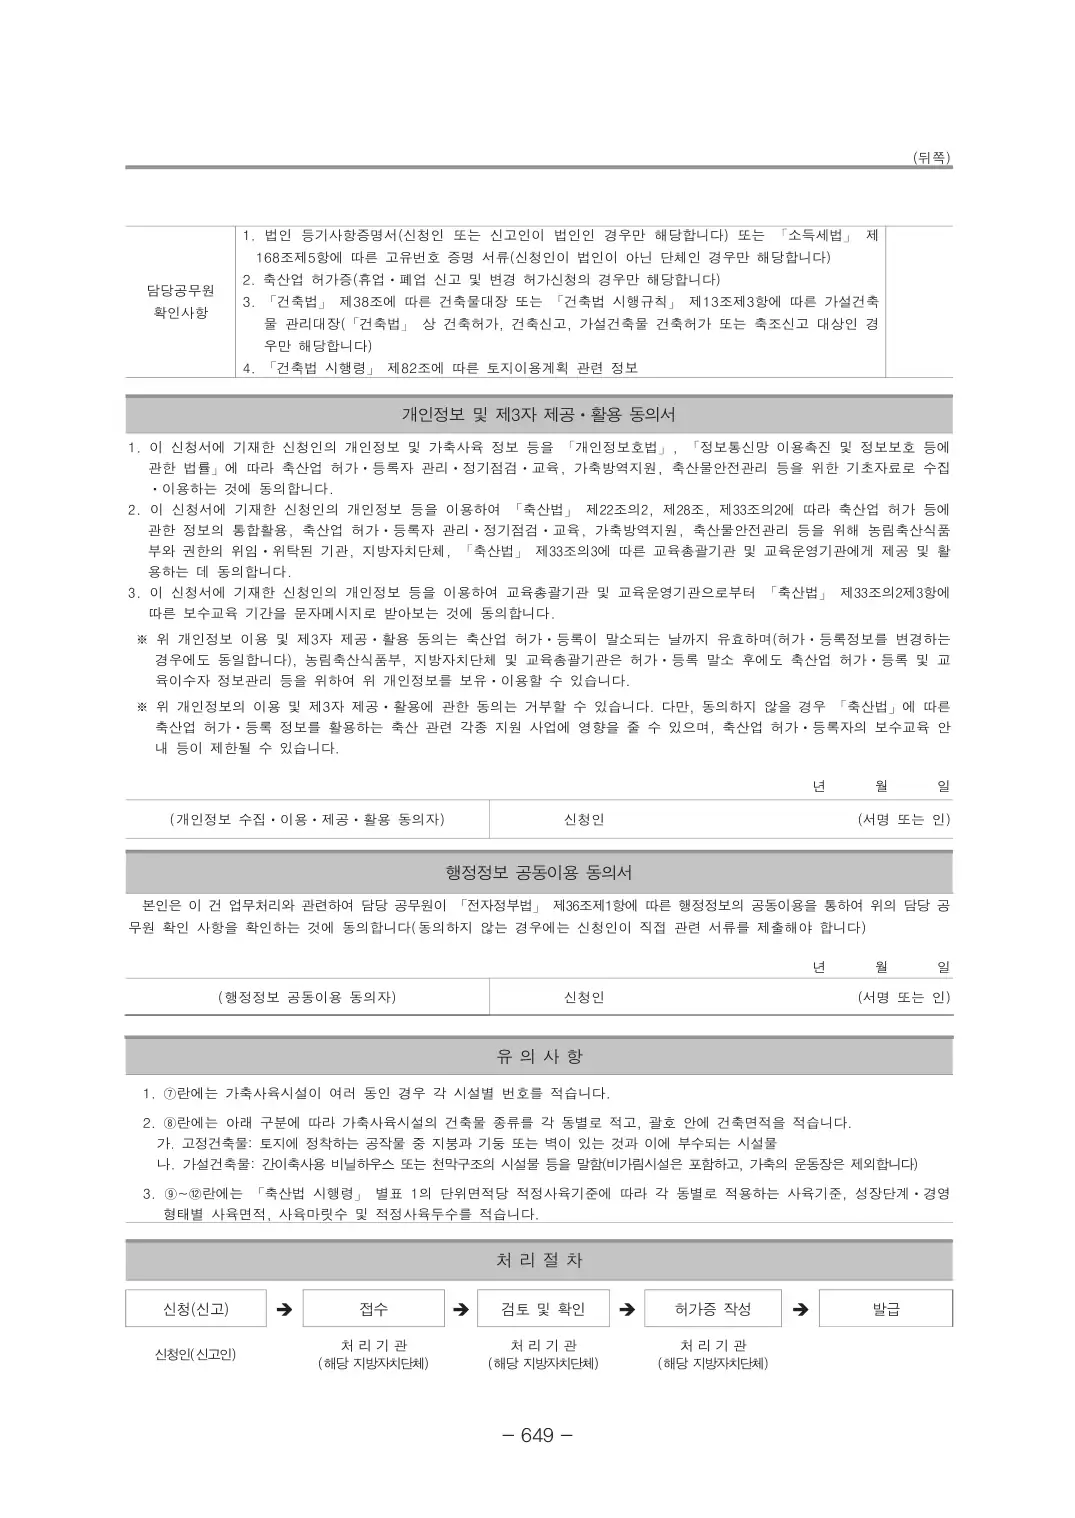 (뒤쪽)
담당공무원
확인사항
1. 법인 등기사항증명서(신청인 또는 신고인이 법인인 경우만 해당합니다) 또는 「소득세법」 제
168조제5항에 따른 고유번호 증명 서류(신청인이 법인이 아닌 단체인 경우만 해당합니다)
2. 축산업 허가증(휴업·폐업 신고 및 변경 허가신청의 경우만 해당합니다)
3. 「건축법」 제38조에 따른 건축물대장 또는 「건축법 시행규칙」 제13조제3항에 따른 가설건축
물 관리대장(「건축법」 상 건축허가, 건축신고, 가설건축물 건축허가 또는 축조신고 대상인 경
우만 해당합니다)
4. 「건축법 시행령」 제82조에 따른 토지이용계획 관련 정보
개인정보 및 제3자 제공·활용 동의서
1. 이 신청서에 기재한 신청인의 개인정보 및 가축사육 정보 등을 「개인정보호법」, 「정보통신망 이용촉진 및 정보보호 등에
관한 법률」에 따라 축산업 허가·등록자 관리·정기점검·교육, 가축방역지원, 축산물안전관리 등을 위한 기초자료로 수집
·이용하는 것에 동의합니다.
2. 이 신청서에 기재한 신청인의 개인정보 등을 이용하여 「축산법」 제22조의2, 제28조, 제33조의2에 따라 축산업 허가 등에
관한 정보의 통합활용, 축산업 허가·등록자 관리·정기점검·교육, 가축방역지원, 축산물안전관리 등을 위해 농림축산식품
부와 권한의 위임·위탁된 기관, 지방자치단체, 「축산법」 제33조의3에 따른 교육총괄기관 및 교육운영기관에게 제공 및 활
용하는 데 동의합니다.
3. 이 신청서에 기재한 신청인의 개인정보 등을 이용하여 교육총괄기관 및 교육운영기관으로부터 「축산법」 제33조의2제3항에
따른 보수교육 기간을 문자메시지로 받아보는 것에 동의합니다.
※ 위 개인정보 이용 및 제3자 제공·활용 동의는 축산업 허가·등록이 말소되는 날까지 유효하며(허가·등록정보를 변경하는
경우에도 동일합니다), 농림축산식품부, 지방자치단체 및 교육총괄기관은 허가·등록 말소 후에도 축산업 허가·등록 및 교
육이수자 정보관리 등을 위하여 위 개인정보를 보유·이용할 수 있습니다.
※ 위 개인정보의 이용 및 제3자 제공·활용에 관한 동의는 거부할 수 있습니다. 다만, 동의하지 않을 경우 「축산법」에 따른
축산업 허가·등록 정보를 활용하는 축산 관련 각종 지원 사업에 영향을 줄 수 있으며, 축산업 허가·등록자의 보수교육 안
내 등이 제한될 수 있습니다.
년 월 일
(개인정보 수집·이용·제공·활용 동의자) 신청인 (서명 또는 인)
행정정보 공동이용 동의서
본인은 이 건 업무처리와 관련하여 담당 공무원이 「전자정부법」 제36조제1항에 따른 행정정보의 공동이용을 통하여 위의 담당 공
무원 확인 사항을 확인하는 것에 동의합니다(동의하지 않는 경우에는 신청인이 직접 관련 서류를 제출해야 합니다)
년 월 일
(행정정보 공동이용 동의자) 신청인 (서명 또는 인)
유 의 사 항
1. ⑦란에는 가축사육시설이 여러 동인 경우 각 시설별 번호를 적습니다.
2. ⑧란에는 아래 구분에 따라 가축사육시설의 건축물 종류를 각 동별로 적고, 괄호 안에 건축면적을 적습니다.
가. 고정건축물: 토지에 정착하는 공작물 중 지붕과 기둥 또는 벽이 있는 것과 이에 부수되는 시설물
나. 가설건축물: 간이축사용 비닐하우스 또는 천막구조의 시설물 등을 말함(비가림시설은 포함하고, 가축의 운동장은 제외합니다)
3. ⑨~⑫란에는 「축산법 시행령」 별표 1의 단위면적당 적정사육기준에 따라 각 동별로 적용하는 사육기준, 성장단계·경영
형태별 사육면적, 사육마릿수 및 적정사육두수를 적습니다.
처 리 절 차
신청(신고) ➔ 접수 ➔ 검토 및 확인 ➔ 허가증 작성 ➔ 발급
신청인(신고인)
처 리 기 관 처 리 기 관 처 리 기 관
(해당 지방자치단체) (해당 지방자치단체) (해당 지방자치단체)
- 649 -